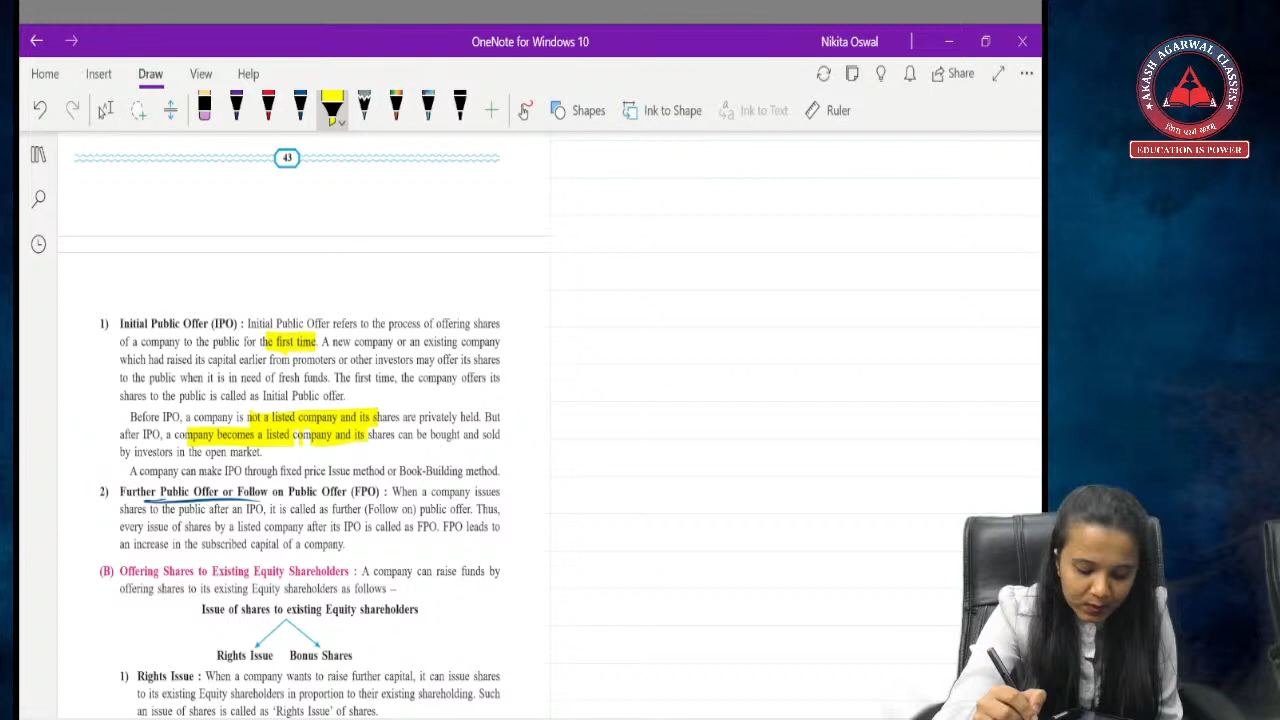 OneNote for Windows 10
Nikita Oswal
Home Insert Draw View Help
Share
Shapes Ink to Shape Ink to Text Ruler
43
1) Initial Public Offer (IPO) : Initial Public Offer refers to the process of offering shares
of a company to the public for the first time. A new company or an existing company
which had raised its capital earlier from promoters or other investors may offer its shares
to the public when it is in need of fresh funds. The first time, the company offers its
shares to the public is called as Initial Public offer.
Before IPO, a company is not a listed company and its shares are privately held. But
after IPO, a company becomes a listed company and its shares can be bought and sold
by investors in the open market.
A company can make IPO through fixed price Issue method or Book-Building method.
2) Further Public Offer or Follow on Public Offer (FPO) : When a company issues
shares to the public after an IPO, it is called as further (Follow on) public offer. Thus,
every issue of shares by a listed company after its IPO is called as FPO. FPO leads to
an increase in the subscribed capital of a company.
(B) Offering Shares to Existing Equity Shareholders : A company can raise funds by
offering shares to its existing Equity shareholders as follows –
Issue of shares to existing Equity shareholders
Rights Issue Bonus Shares
1) Rights Issue : When a company wants to raise further capital, it can issue shares
to its existing Equity shareholders in proportion to their existing shareholding. Such
an issue of shares is called as ‘Rights Issue’ of shares.
AKASH AGARWAL CLASSES
EDUCATION IS POWER